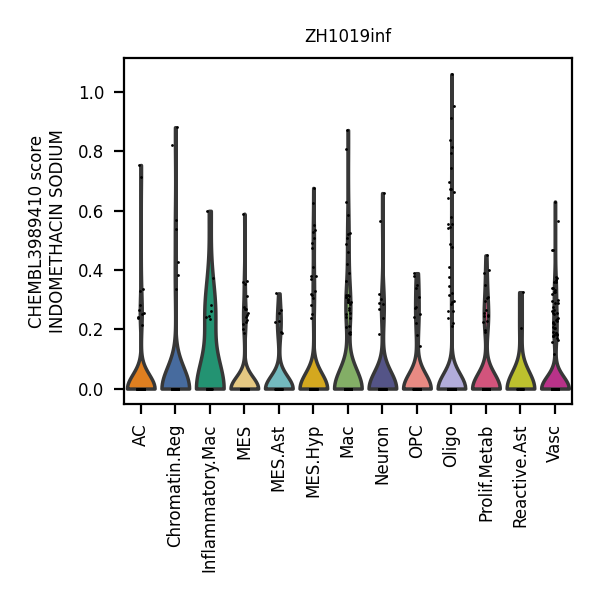 ZH1019inf
CHEMBL3989410 score
INDOMETHACIN SODIUM
1.0
0.8
0.6
0.4
0.2
0.0
AC
Chromatin.Reg
Inflammatory.Mac
MES
MES.Ast
MES.Hyp
Mac
Neuron
OPC
Oligo
Prolif.Metab
Reactive.Ast
Vasc